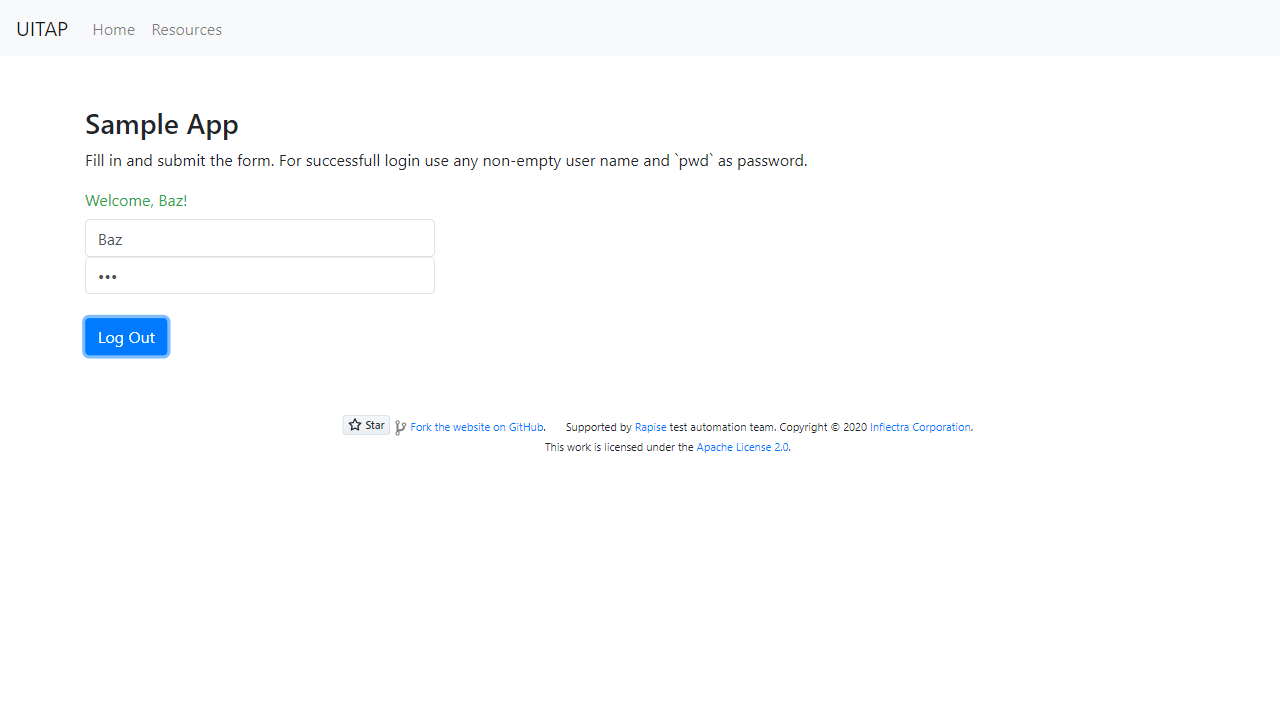 UITAP Home Resources
Sample App
Fill in and submit the form. For successfull login use any non-empty user name and `pwd` as password.
Welcome, Baz!
Baz
•••
Log Out
Star Fork the website on GitHub. Supported by Rapise test automation team. Copyright © 2020 Inflectra Corporation.
This work is licensed under the Apache License 2.0.